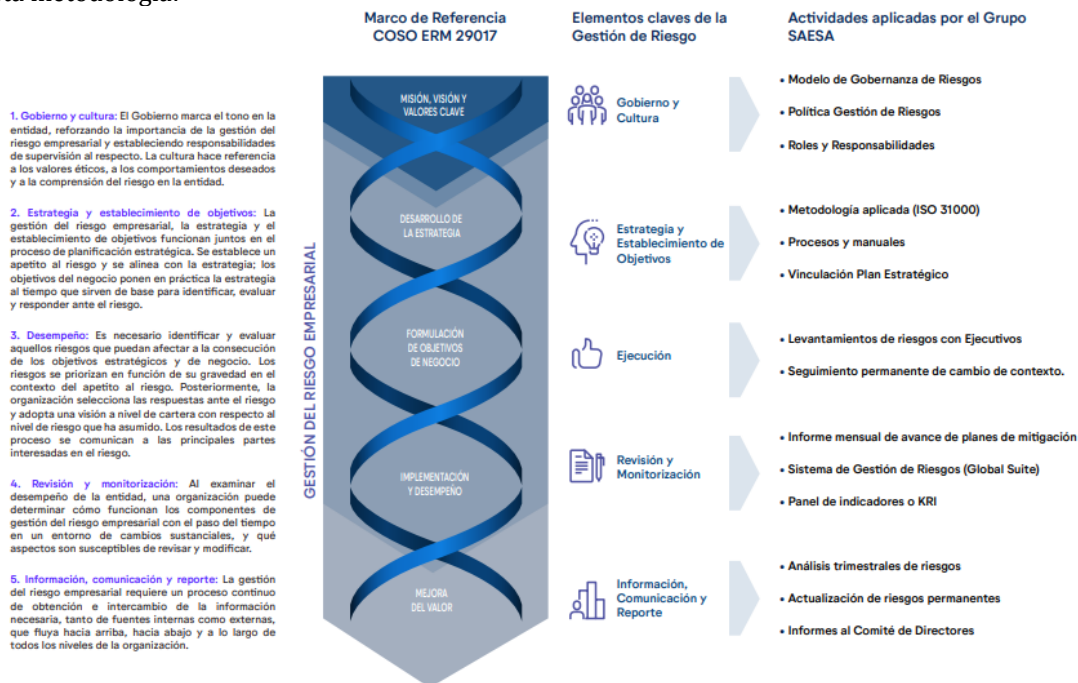 esta metodología.
Marco de Referencia
COSO ERM 29017
Elementos claves de la
Gestión de Riesgo
Actividades aplicadas por el Grupo
SAESA
1. Gobierno y cultura: El Gobierno marca el tono en la
entidad, reforzando la importancia de la gestión del
riesgo empresarial y estableciendo responsabilidades
de supervisión al respecto. La cultura hace referencia
a los valores éticos, a los comportamientos deseados
y a la comprensión del riesgo en la entidad.
2. Estrategia y establecimiento de objetivos: La
gestión del riesgo empresarial, la estrategia y el
establecimiento de objetivos funcionan juntos en el
proceso de planificación estratégica. Se establece un
apetito al riesgo y se alinea con la estrategia; los
objetivos del negocio ponen en práctica la estrategia
al tiempo que sirven de base para identificar, evaluar
y responder ante el riesgo.
3. Desempeño: Es necesario identificar y evaluar
aquellos riesgos que puedan afectar a la consecución
de los objetivos estratégicos y de negocio. Los
riesgos se priorizan en función de su gravedad en el
contexto del apetito al riesgo. Posteriormente, la
organización selecciona las respuestas ante el riesgo
y adopta una visión a nivel de cartera con respecto al
nivel de riesgo que ha asumido. Los resultados de este
proceso se comunican a las principales partes
interesadas en el riesgo.
4. Revisión y monitorización: Al examinar el
desempeño de la entidad, una organización puede
determinar cómo funcionan los componentes de
gestión del riesgo empresarial con el paso del tiempo
en un entorno de cambios sustanciales, y qué
aspectos son susceptibles de revisar y modificar.
5. Información, comunicación y reporte: La gestión
del riesgo empresarial requiere un proceso continuo
de obtención e intercambio de la información
necesaria, tanto de fuentes internas como externas,
que fluya hacia arriba, hacia abajo y a lo largo de
todos los niveles de la organización.
GESTIÓN DEL RIESGO EMPRESARIAL
MISIÓN, VISIÓN Y
VALORES CLAVE
DESARROLLO DE
LA ESTRATEGIA
FORMULACIÓN
DE OBJETIVOS
DE NEGOCIO
IMPLEMENTACIÓN
Y DESEMPEÑO
MEJORA
DEL VALOR
Gobierno y
Cultura
• Modelo de Gobernanza de Riesgos
• Política Gestión de Riesgos
• Roles y Responsabilidades
Estrategia y
Establecimiento de
Objetivos
• Metodología aplicada (ISO 31000)
• Procesos y manuales
• Vinculación Plan Estratégico
Ejecución
• Levantamientos de riesgos con Ejecutivos
• Seguimiento permanente de cambio de contexto.
Revisión y
Monitorización
• Informe mensual de avance de planes de mitigación
• Sistema de Gestión de Riesgos (Global Suite)
• Panel de indicadores o KRI
Información,
Comunicación y
Reporte
• Análisis trimestrales de riesgos
• Actualización de riesgos permanentes
• Informes al Comité de Directores